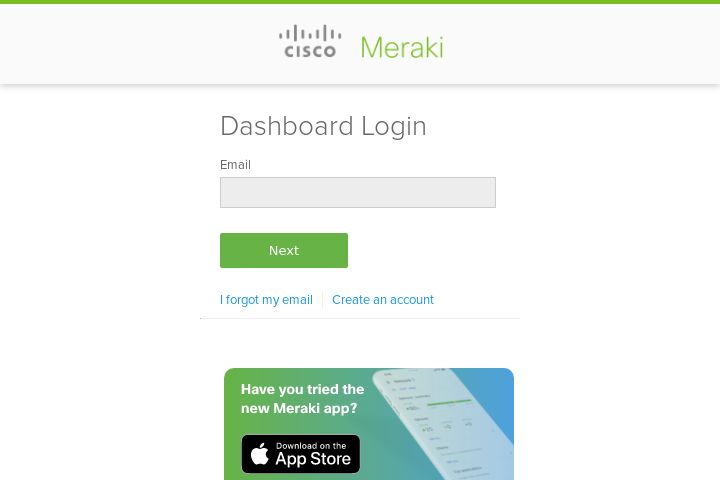 CISCO Meraki
Dashboard Login
Email
Next
I forgot my email
Create an account
Have you tried the
new Meraki app?
Download on the
App Store